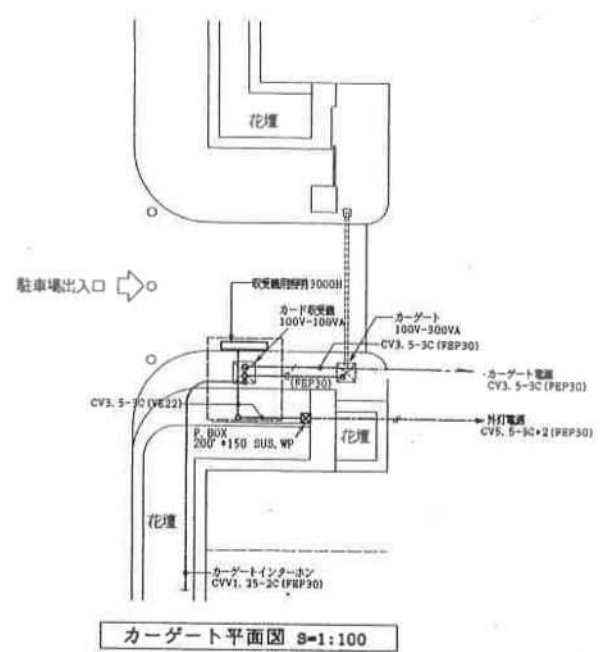 花壇
駐車場出入口
収受機用照明3000H
カード収受機
100V-100VA
カーゲート
100V-300VA
CV3.5-3C(FEP30)
(FEP30)
カーゲート電源
CV3.5-3C(FEP30)
CV3.5-3C(VE22)
P.BOX
200□*150 SUS.WP
花壇
外灯電源
CV5.5-3C*2(FEP30)
花壇
カーゲートインターホン
CVV1.25-2C(FEP30)
カーゲート平面図 S=1:100